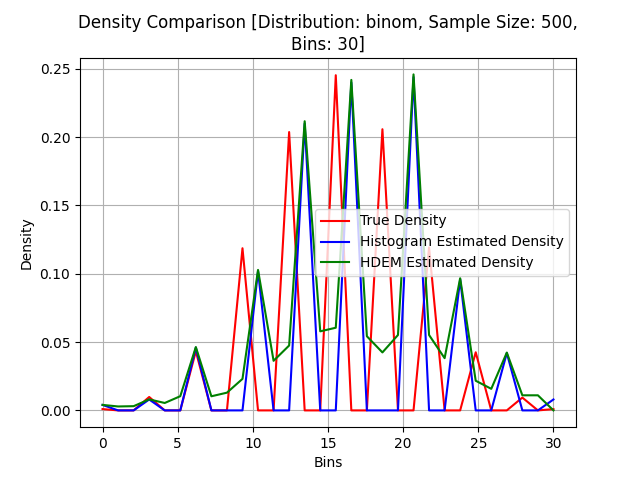 Density Comparison [Distribution: binom, Sample Size: 500,
Bins: 30]
0.25
0.20
0.15
0.10
0.05
0.00
Density
True Density
Histogram Estimated Density
HDEM Estimated Density
0 5 10 15 20 25 30
Bins